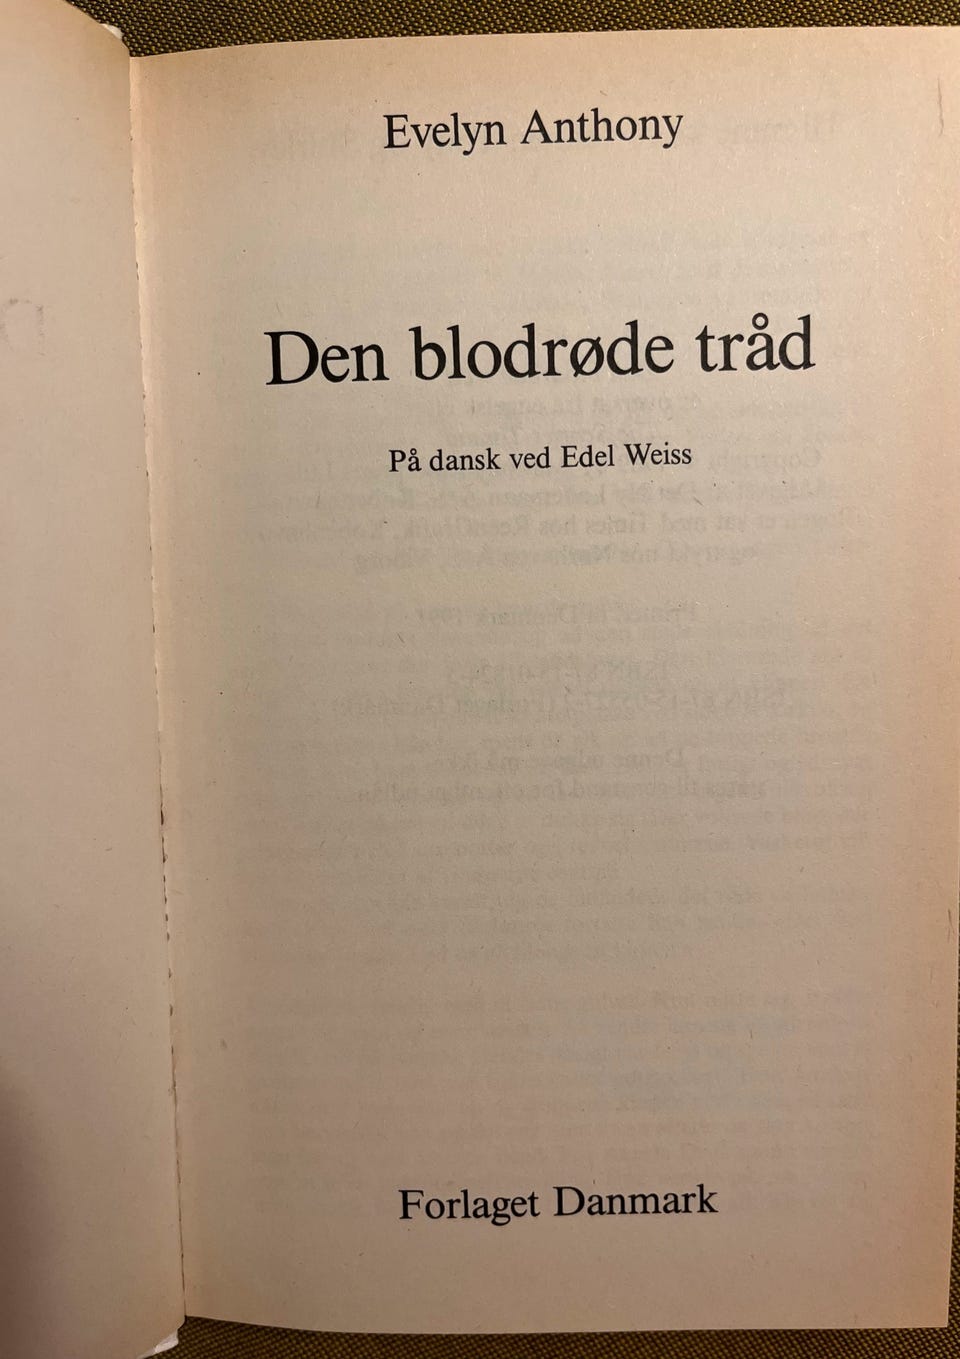 Evelyn Anthony
Den blodrøde tråd
På dansk ved Edel Weiss
Forlaget Danmark